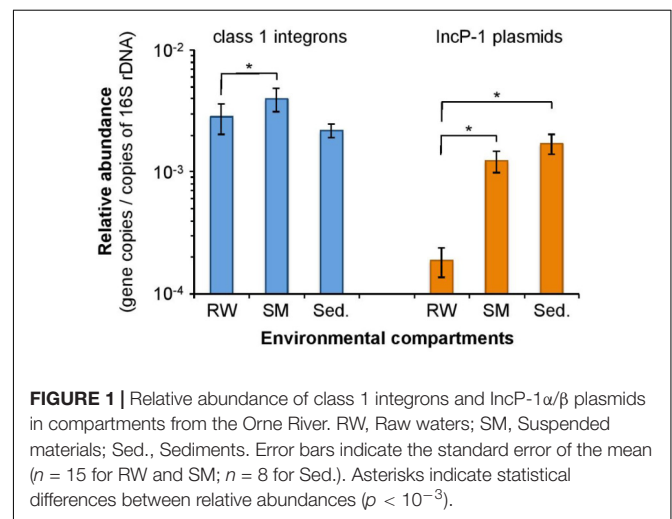 class 1 integrons IncP-1 plasmids
10⁻²
10⁻³
10⁻⁴
Relative abundance
(gene copies / copies of 16S rDNA)
*
*
*
RW SM Sed. RW SM Sed.
Environmental compartments
FIGURE 1 | Relative abundance of class 1 integrons and IncP-1α/β plasmids
in compartments from the Orne River. RW, Raw waters; SM, Suspended
materials; Sed., Sediments. Error bars indicate the standard error of the mean
(n = 15 for RW and SM; n = 8 for Sed.). Asterisks indicate statistical
differences between relative abundances (p < 10⁻³).